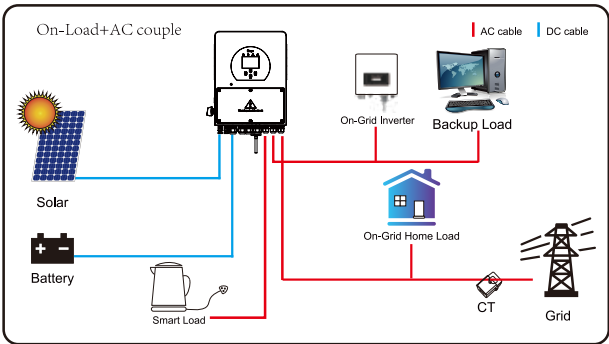 On-Load+AC couple
AC cable
DC cable
On-Grid Inverter
Backup Load
Solar
On-Grid Home Load
Battery
Smart Load
CT
Grid